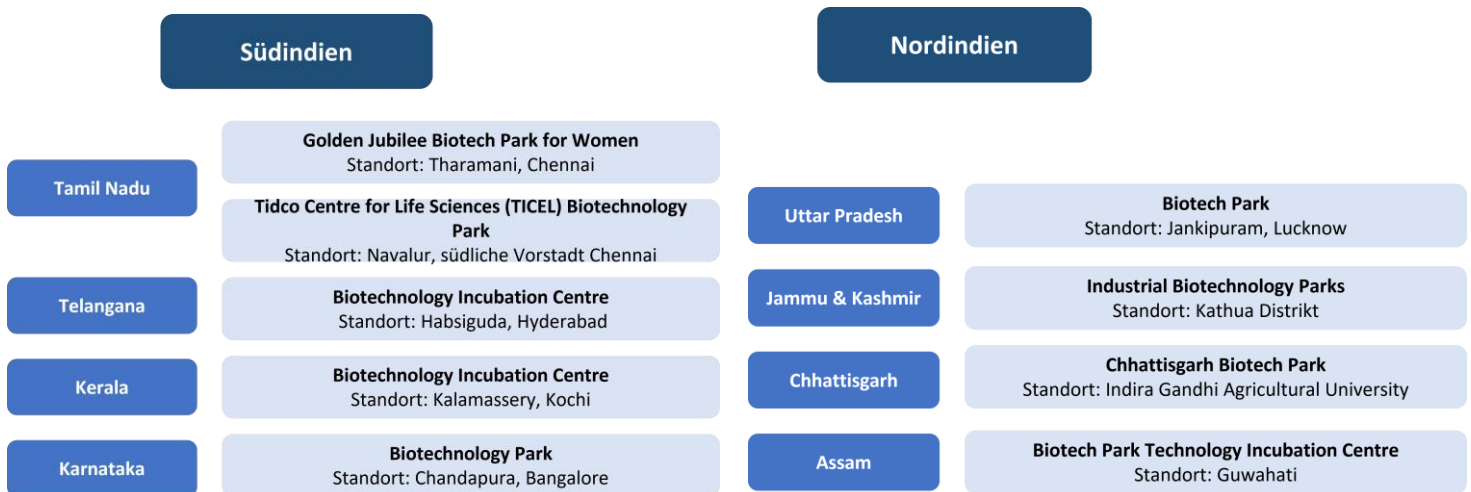 Südindien
Tamil Nadu
Golden Jubilee Biotech Park for Women
Standort: Tharamani, Chennai
Tidco Centre for Life Sciences (TICEL) Biotechnology
Park
Standort: Navalur, südliche Vorstadt Chennai
Telangana
Biotechnology Incubation Centre
Standort: Habsiguda, Hyderabad
Kerala
Biotechnology Incubation Centre
Standort: Kalamassery, Kochi
Karnataka
Biotechnology Park
Standort: Chandapura, Bangalore
Nordindien
Uttar Pradesh
Biotech Park
Standort: Jankipuram, Lucknow
Jammu & Kashmir
Industrial Biotechnology Parks
Standort: Kathua Distrikt
Chhattisgarh
Chhattisgarh Biotech Park
Standort: Indira Gandhi Agricultural University
Assam
Biotech Park Technology Incubation Centre
Standort: Guwahati